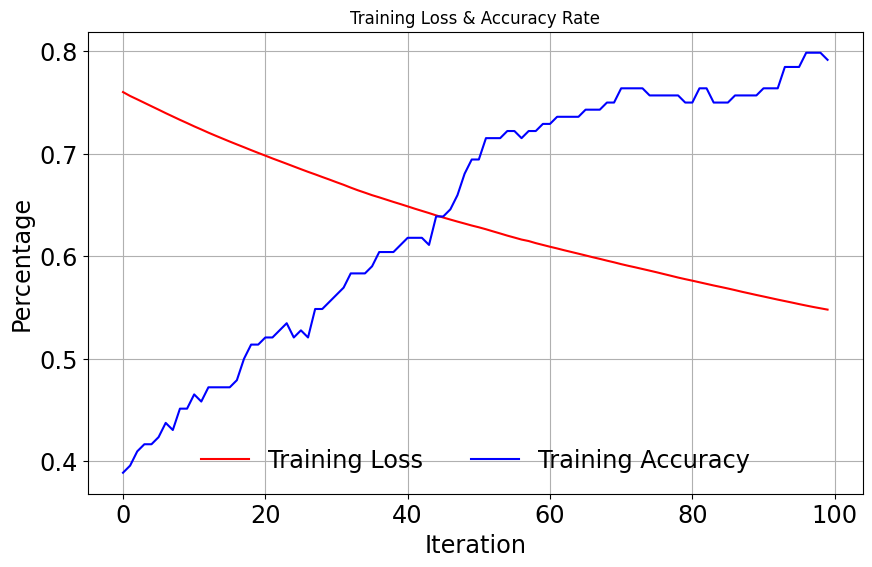 Training Loss & Accuracy Rate
Percentage
0.8
0.7
0.6
0.5
0.4
Training Loss
Training Accuracy
0 20 40 60 80 100
Iteration